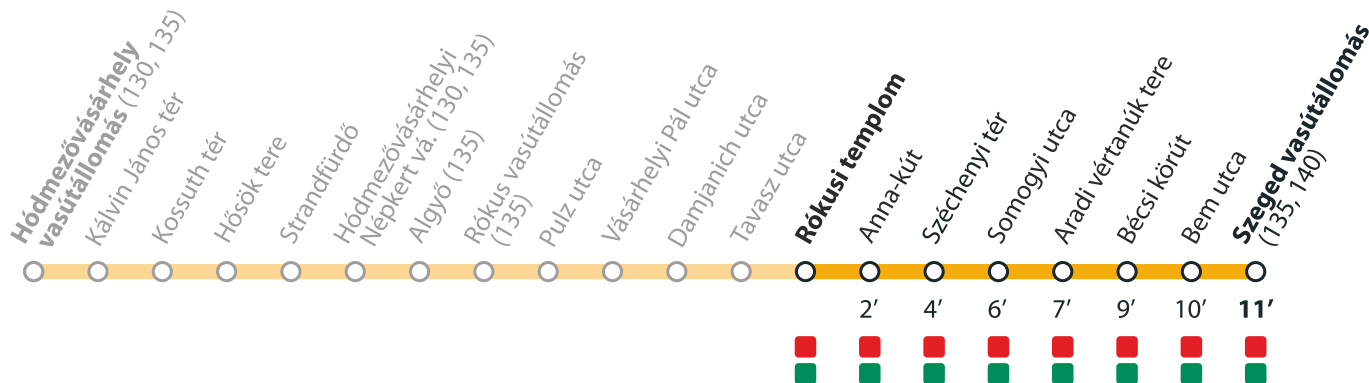 Hódmezővásárhely
vasútállomás (130, 135)
Kálvin János tér
Kossuth tér
Hősök tere
Strandfürdő
Hódmezővásárhelyi
Népkert vá. (130, 135)
Algyő (135)
Rókus vasútállomás
(135)
Pulz utca
Vásárhelyi Pál utca
Damjanich utca
Tavasz utca
Rókusi templom
Anna-kút
Széchenyi tér
Somogyi utca
Aradi vértanúk tere
Bécsi körút
Bem utca
Szeged vasútállomás
(135, 140)
2’ 4’ 6’ 7’ 9’ 10’ 11’